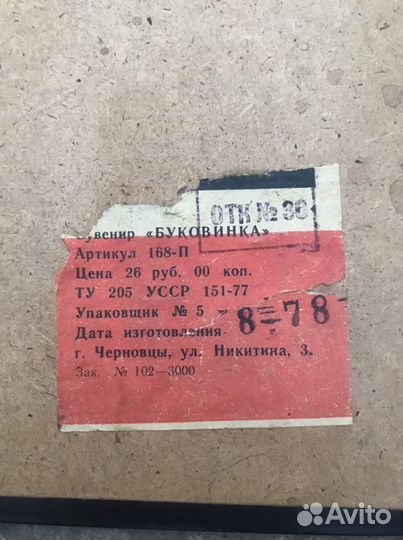 ОТК № 36
увенир «БУКОВИНКА»
Артикул 168-П
Цена 26 руб. 00 коп.
ТУ 205 УССР 151-77
Упаковщик № 5
Дата изготовления 8-78
г. Черновцы, ул. Никитина, 3.
Зак. № 102—3000
Avito